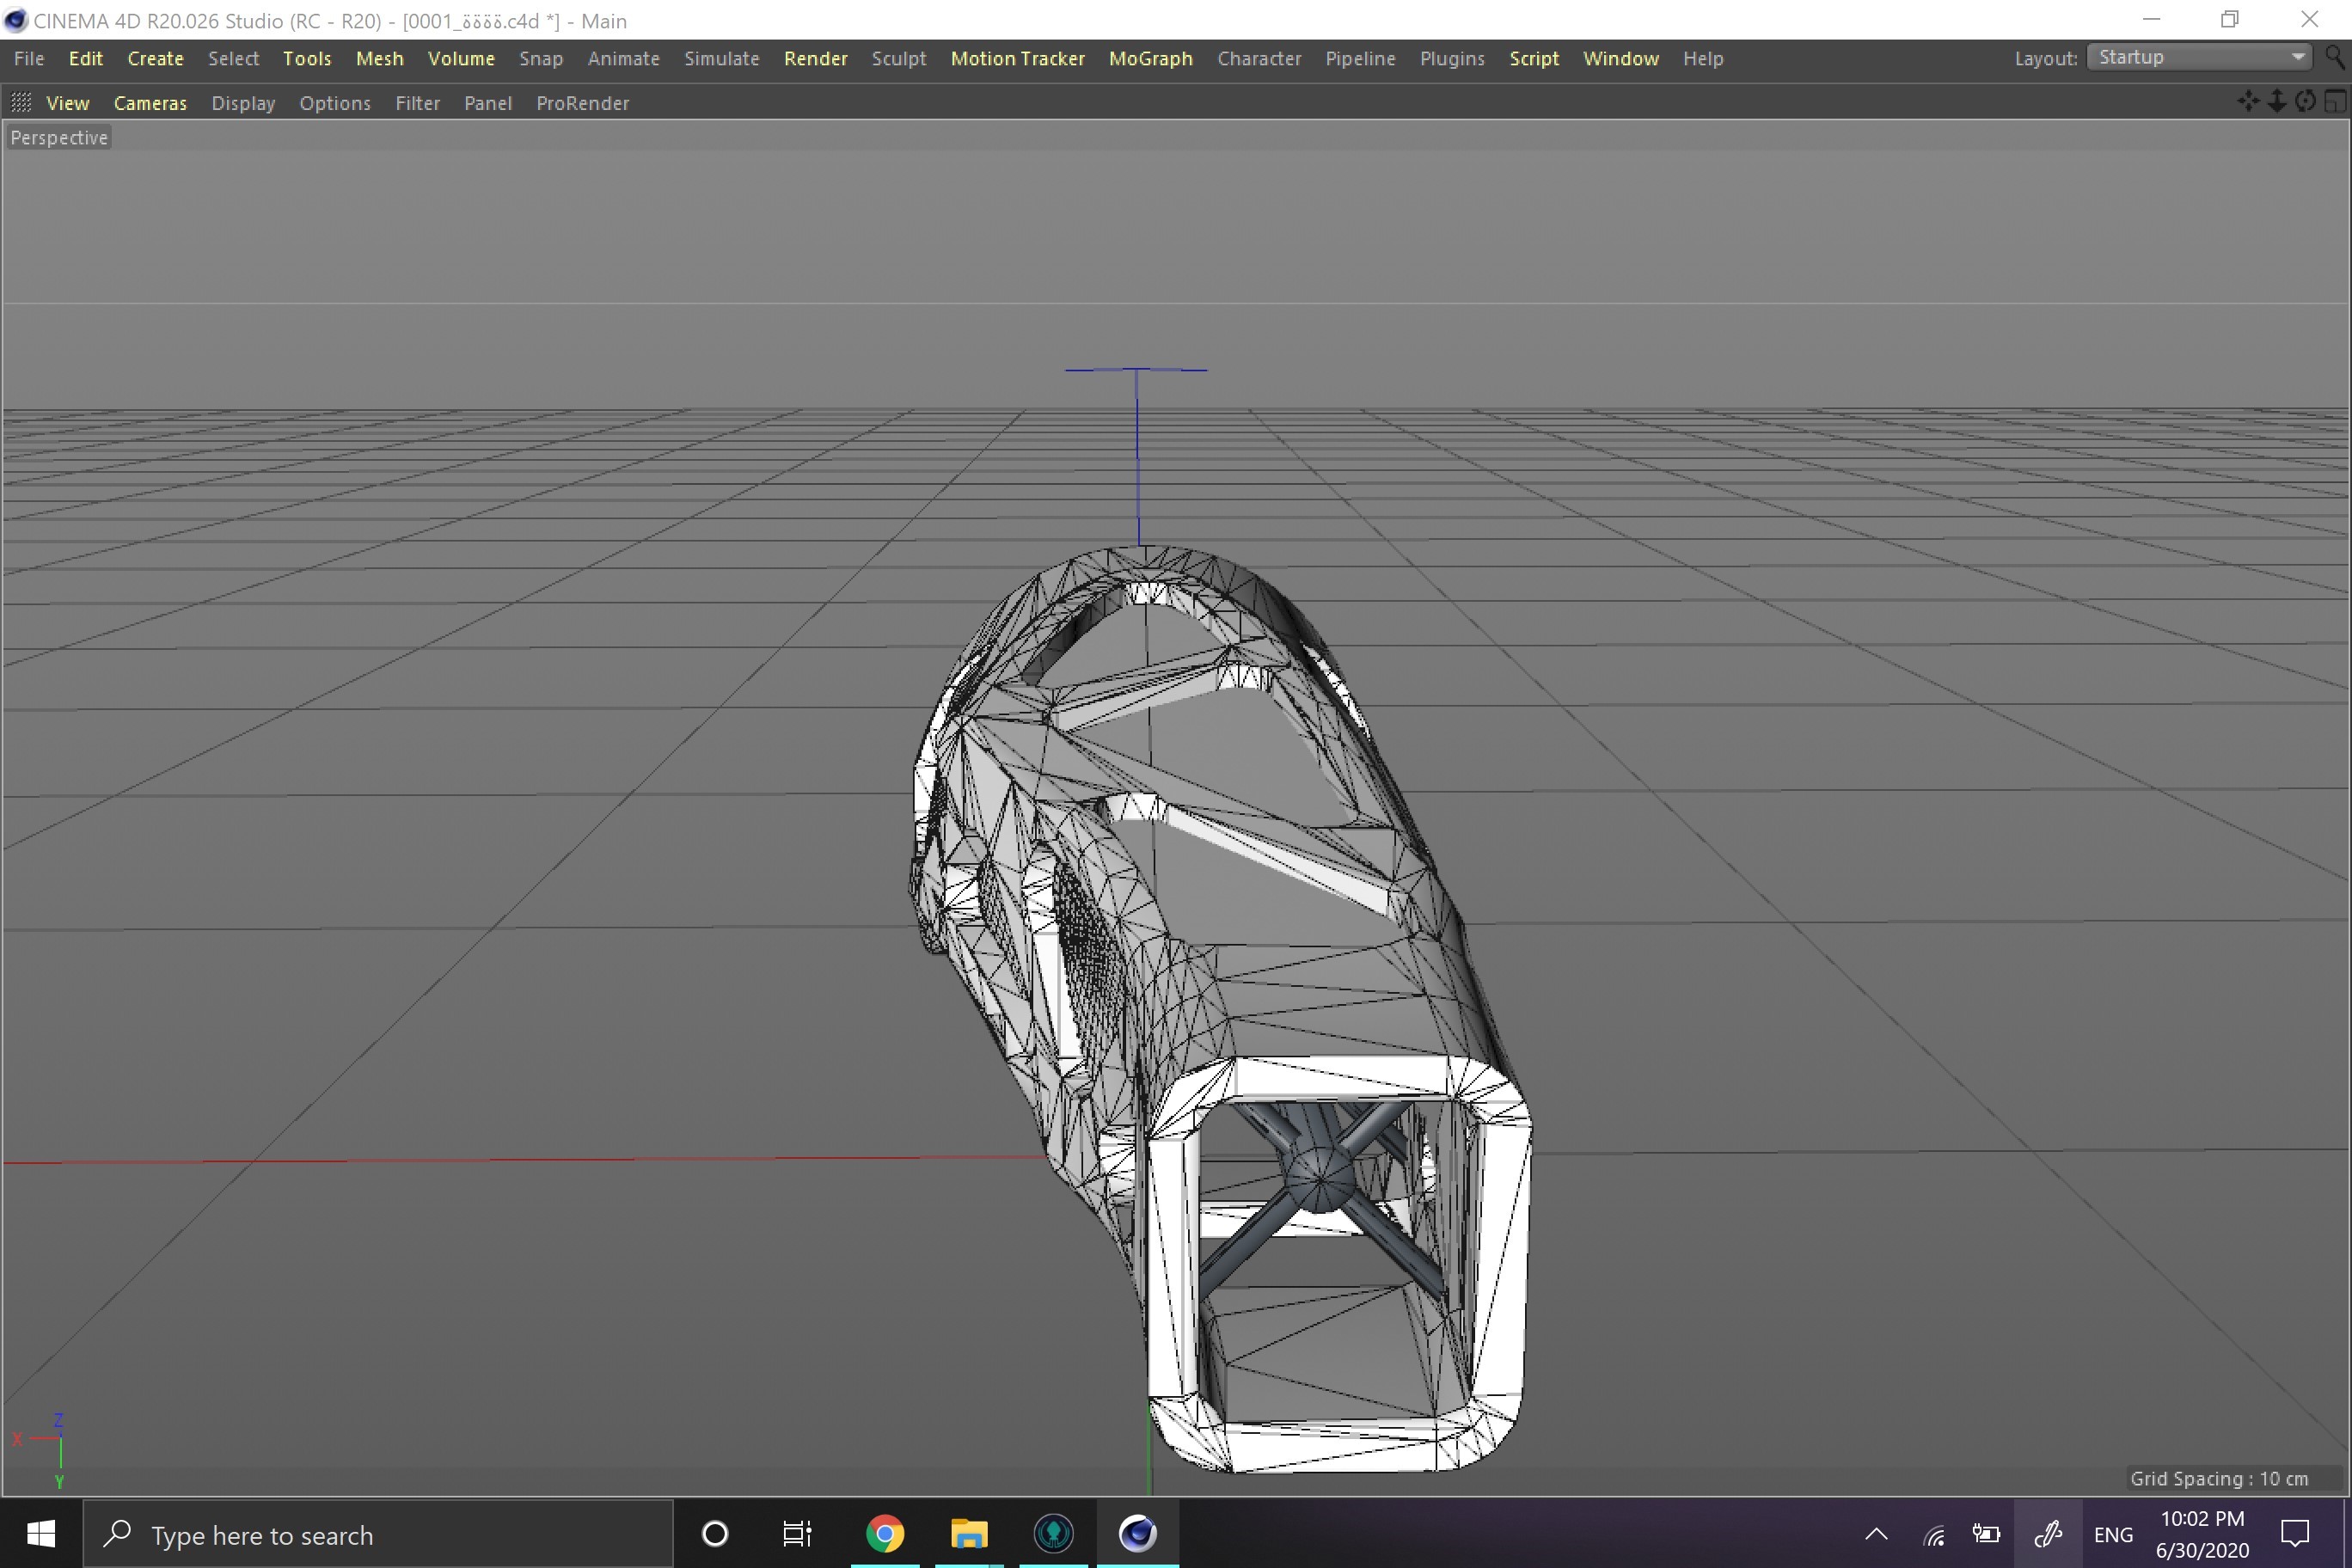 CINEMA 4D R20.026 Studio (RC - R20) - [0001_öööö.c4d *] - Main
File Edit Create Select Tools Mesh Volume Snap Animate Simulate Render Sculpt Motion Tracker MoGraph Character Pipeline Plugins Script Window Help Layout: Startup
View Cameras Display Options Filter Panel ProRender
Perspective
Z
X
Y
Grid Spacing : 10 cm
Type here to search
ENG
10:02 PM
6/30/2020